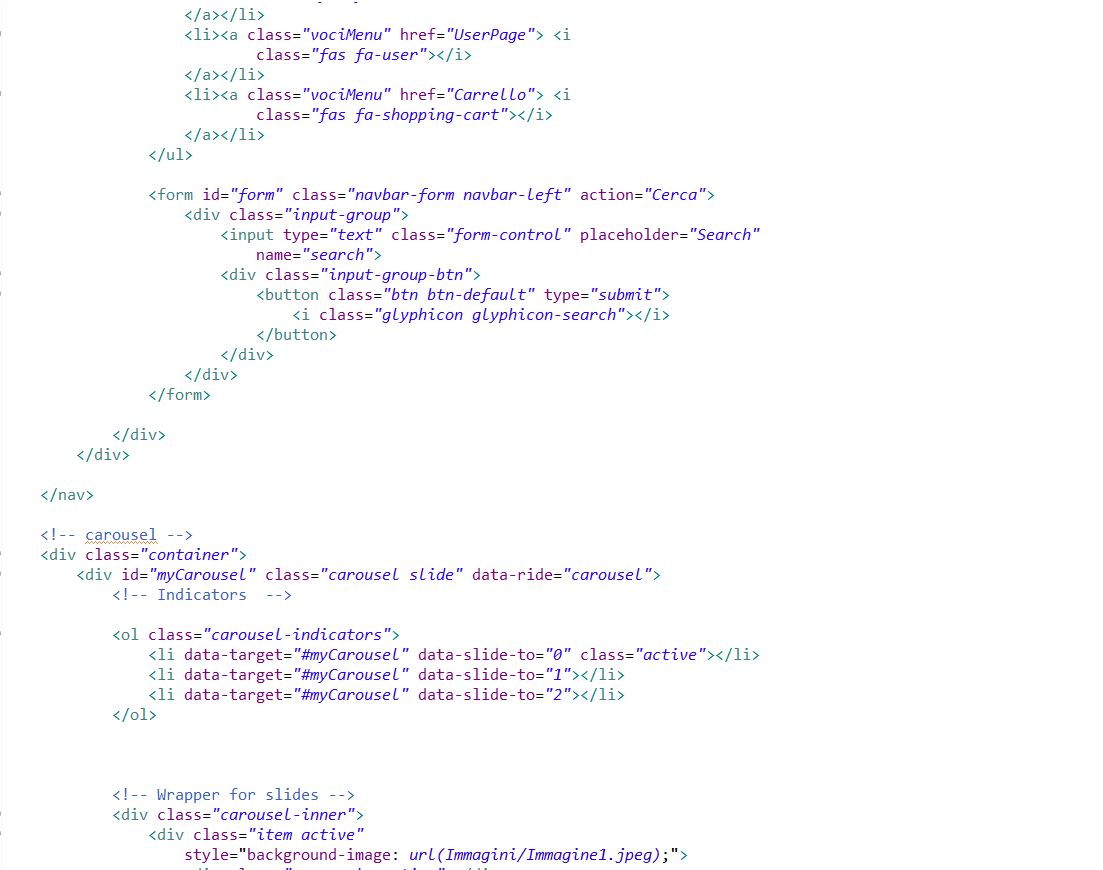 </a></li>
<li><a class="vociMenu" href="UserPage"> <i
class="fas fa-user"></i>
</a></li>
<li><a class="vociMenu" href="Carrello"> <i
class="fas fa-shopping-cart"></i>
</a></li>
</ul>
<form id="form" class="navbar-form navbar-left" action="Cerca">
<div class="input-group">
<input type="text" class="form-control" placeholder="Search"
name="search">
<div class="input-group-btn">
<button class="btn btn-default" type="submit">
<i class="glyphicon glyphicon-search"></i>
</button>
</div>
</div>
</form>
</div>
</div>
</nav>
<!-- carousel -->
<div class="container">
<div id="myCarousel" class="carousel slide" data-ride="carousel">
<!-- Indicators  -->
<ol class="carousel-indicators">
<li data-target="#myCarousel" data-slide-to="0" class="active"></li>
<li data-target="#myCarousel" data-slide-to="1"></li>
<li data-target="#myCarousel" data-slide-to="2"></li>
</ol>
<!-- Wrapper for slides -->
<div class="carousel-inner">
<div class="item active"
style="background-image: url(Immagini/Immagine1.jpeg);">